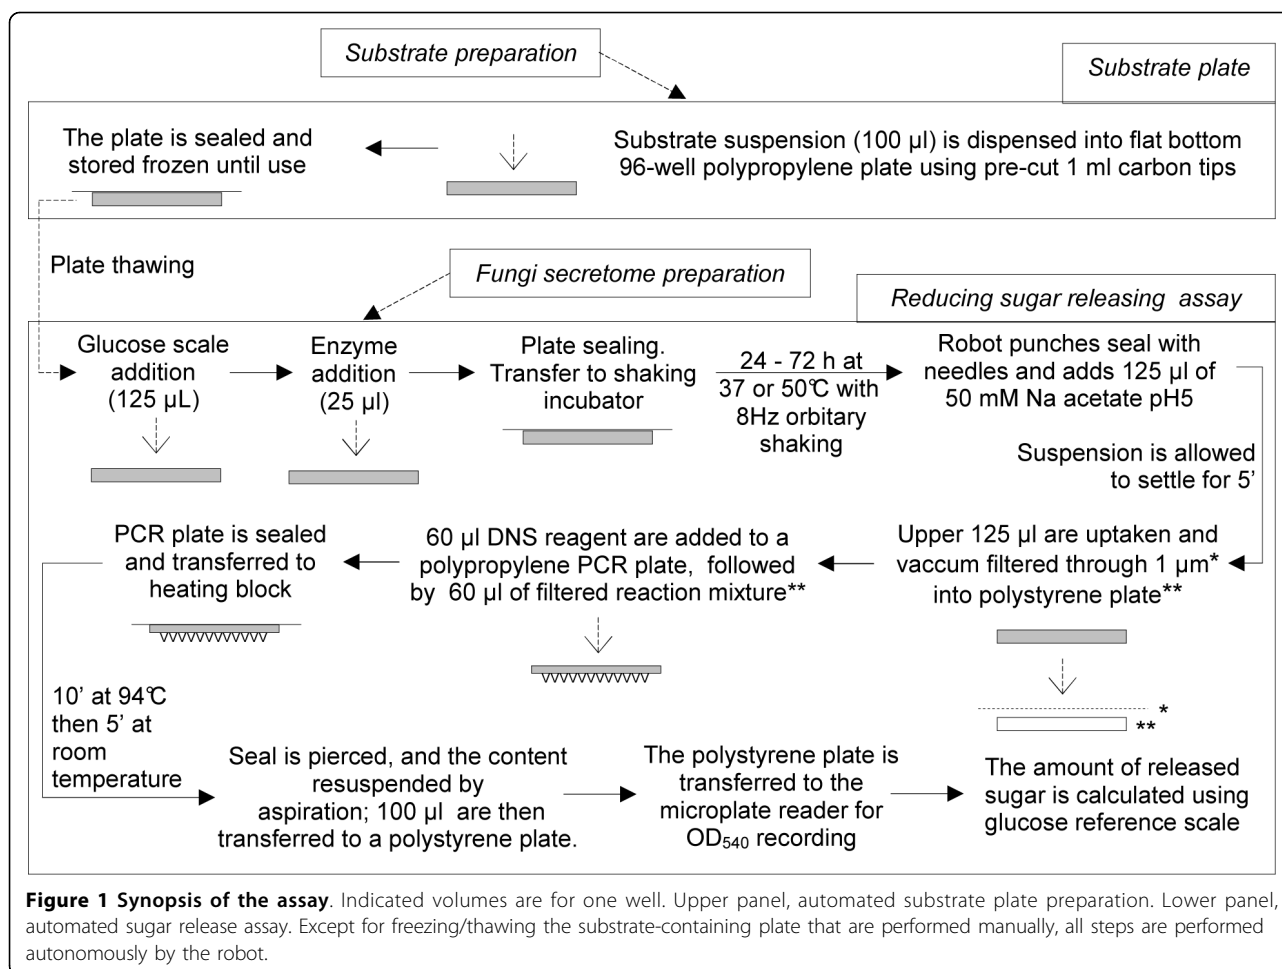 Substrate preparation
Substrate plate
The plate is sealed and
stored frozen until use
Substrate suspension (100 µl) is dispensed into flat bottom
96-well polypropylene plate using pre-cut 1 ml carbon tips
Plate thawing
Fungi secretome preparation
Reducing sugar releasing assay
Glucose scale
addition
(125 µL)
Enzyme
addition
(25 µl)
Plate sealing.
Transfer to shaking
incubator
24 - 72 h at
37 or 50°C with
8Hz orbitary
shaking
Robot punches seal with
needles and adds 125 µl of
50 mM Na acetate pH5
Suspension is allowed
to settle for 5’
Upper 125 µl are uptaken and
vaccum filtered through 1 µm*
into polystyrene plate**
*
**
60 µl DNS reagent are added to a
polypropylene PCR plate, followed
by 60 µl of filtered reaction mixture**
PCR plate is sealed
and transferred to
heating block
10’ at 94°C
then 5’ at
room
temperature
Seal is pierced, and the content
resuspended by
aspiration; 100 µl are then
transferred to a polystyrene plate.
The polystyrene plate is
transferred to the
microplate reader for
OD540 recording
The amount of released
sugar is calculated using
glucose reference scale
Figure 1 Synopsis of the assay. Indicated volumes are for one well. Upper panel, automated substrate plate preparation. Lower panel,
automated sugar release assay. Except for freezing/thawing the substrate-containing plate that are performed manually, all steps are performed
autonomously by the robot.